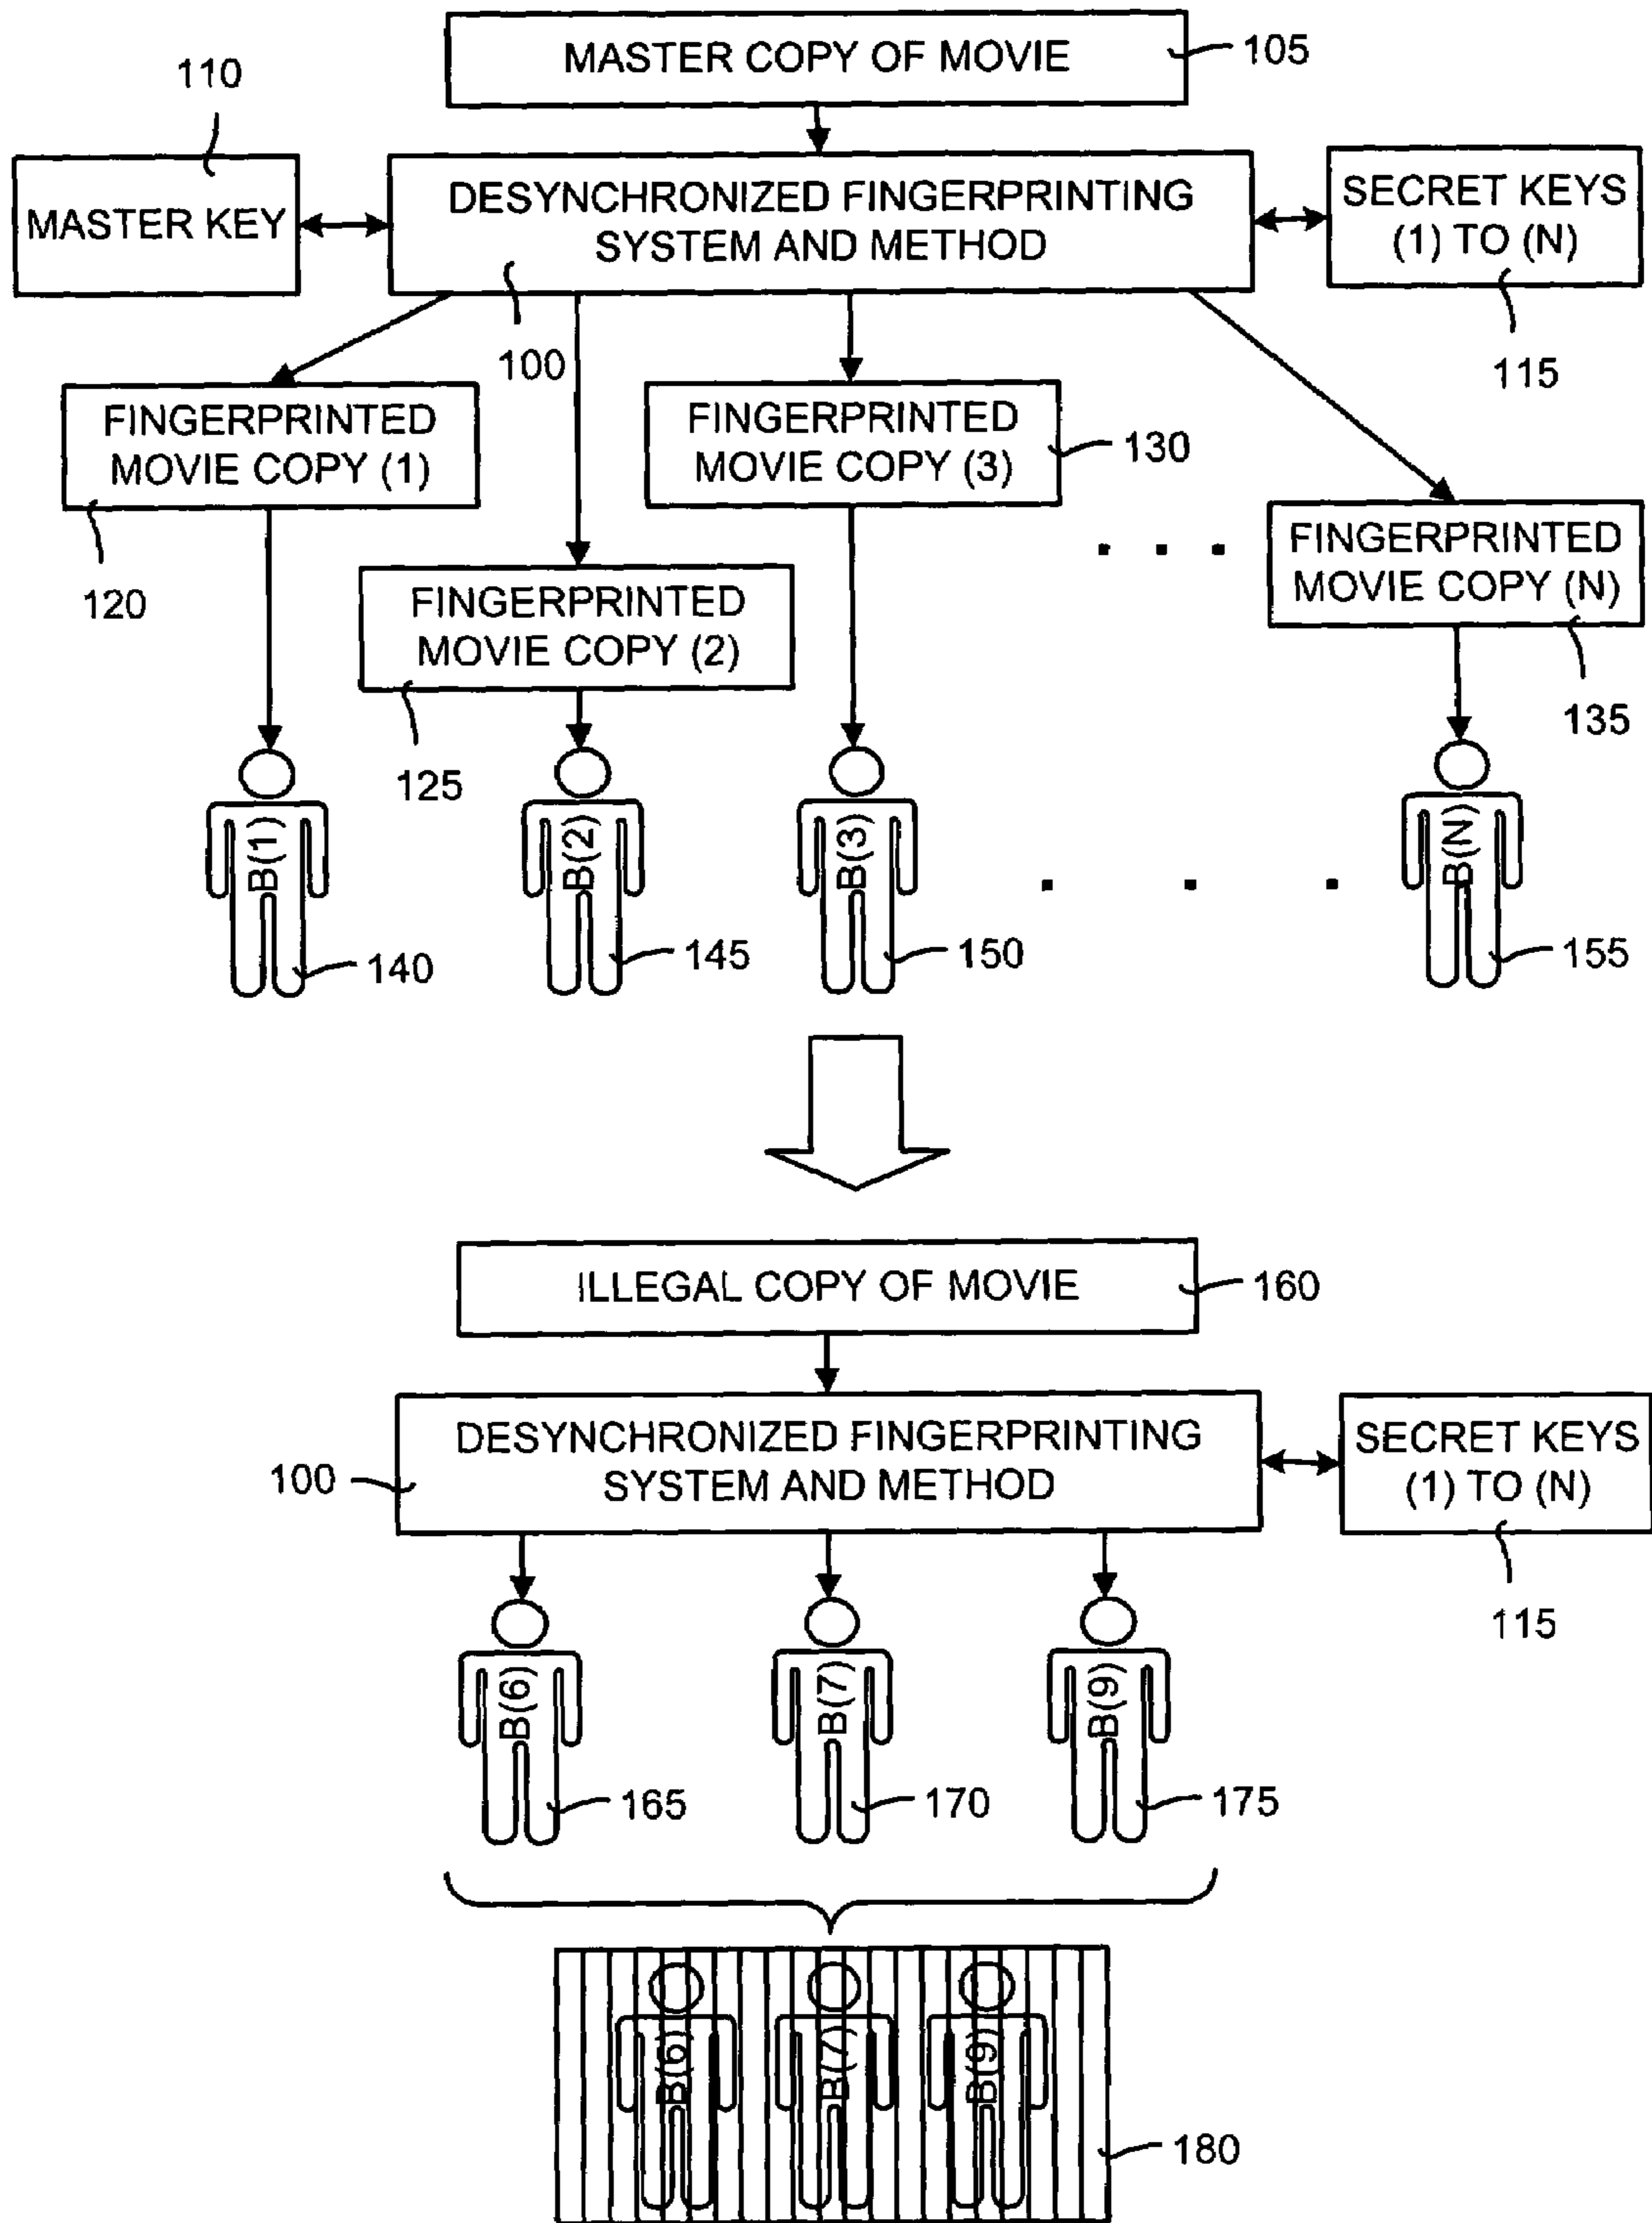 MASTER COPY OF MOVIE
105
110
MASTER KEY
DESYNCHRONIZED FINGERPRINTING
SYSTEM AND METHOD
SECRET KEYS
(1) TO (N)
100
115
FINGERPRINTED
MOVIE COPY (1)
FINGERPRINTED
MOVIE COPY (3)
130
120
FINGERPRINTED
MOVIE COPY (2)
. . .
FINGERPRINTED
MOVIE COPY (N)
125
135
B(1)
B(2)
B(3)
. . .
B(N)
140
145
150
155
ILLEGAL COPY OF MOVIE
160
100
DESYNCHRONIZED FINGERPRINTING
SYSTEM AND METHOD
SECRET KEYS
(1) TO (N)
115
B(6)
B(7)
B(9)
165
170
175
B(6)
B(7)
B(9)
180